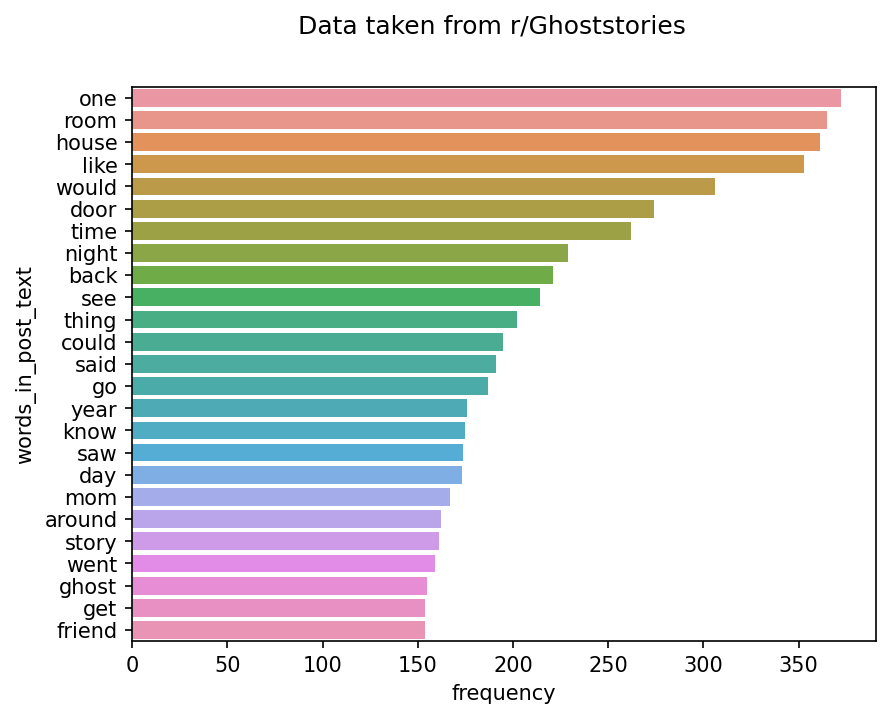 Data taken from r/Ghoststories
words_in_post_text
one
room
house
like
would
door
time
night
back
see
thing
could
said
go
year
know
saw
day
mom
around
story
went
ghost
get
friend
0 50 100 150 200 250 300 350
frequency